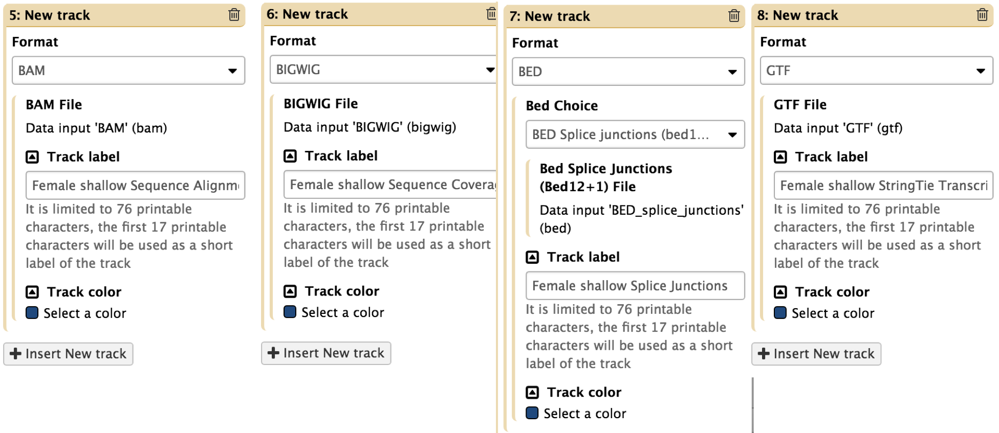 5: New track
Format
BAM
BAM File
Data input 'BAM' (bam)
Track label
Female shallow Sequence Alignm
It is limited to 76 printable
characters, the first 17 printable
characters will be used as a short
label of the track
Track color
Select a color
Insert New track
6: New track
Format
BIGWIG
BIGWIG File
Data input 'BIGWIG' (bigwig)
Track label
Female shallow Sequence Covera
It is limited to 76 printable
characters, the first 17 printable
characters will be used as a short
label of the track
Track color
Select a color
Insert New track
7: New track
Format
BED
Bed Choice
BED Splice junctions (bed1...
Bed Splice Junctions
(Bed12+1) File
Data input 'BED_splice_junctions'
(bed)
Track label
Female shallow Splice Junctions
It is limited to 76 printable
characters, the first 17 printable
characters will be used as a short
label of the track
Track color
Select a color
8: New track
Format
GTF
GTF File
Data input 'GTF' (gtf)
Track label
Female shallow StringTie Transcri
It is limited to 76 printable
characters, the first 17 printable
characters will be used as a short
label of the track
Track color
Select a color
Insert New track